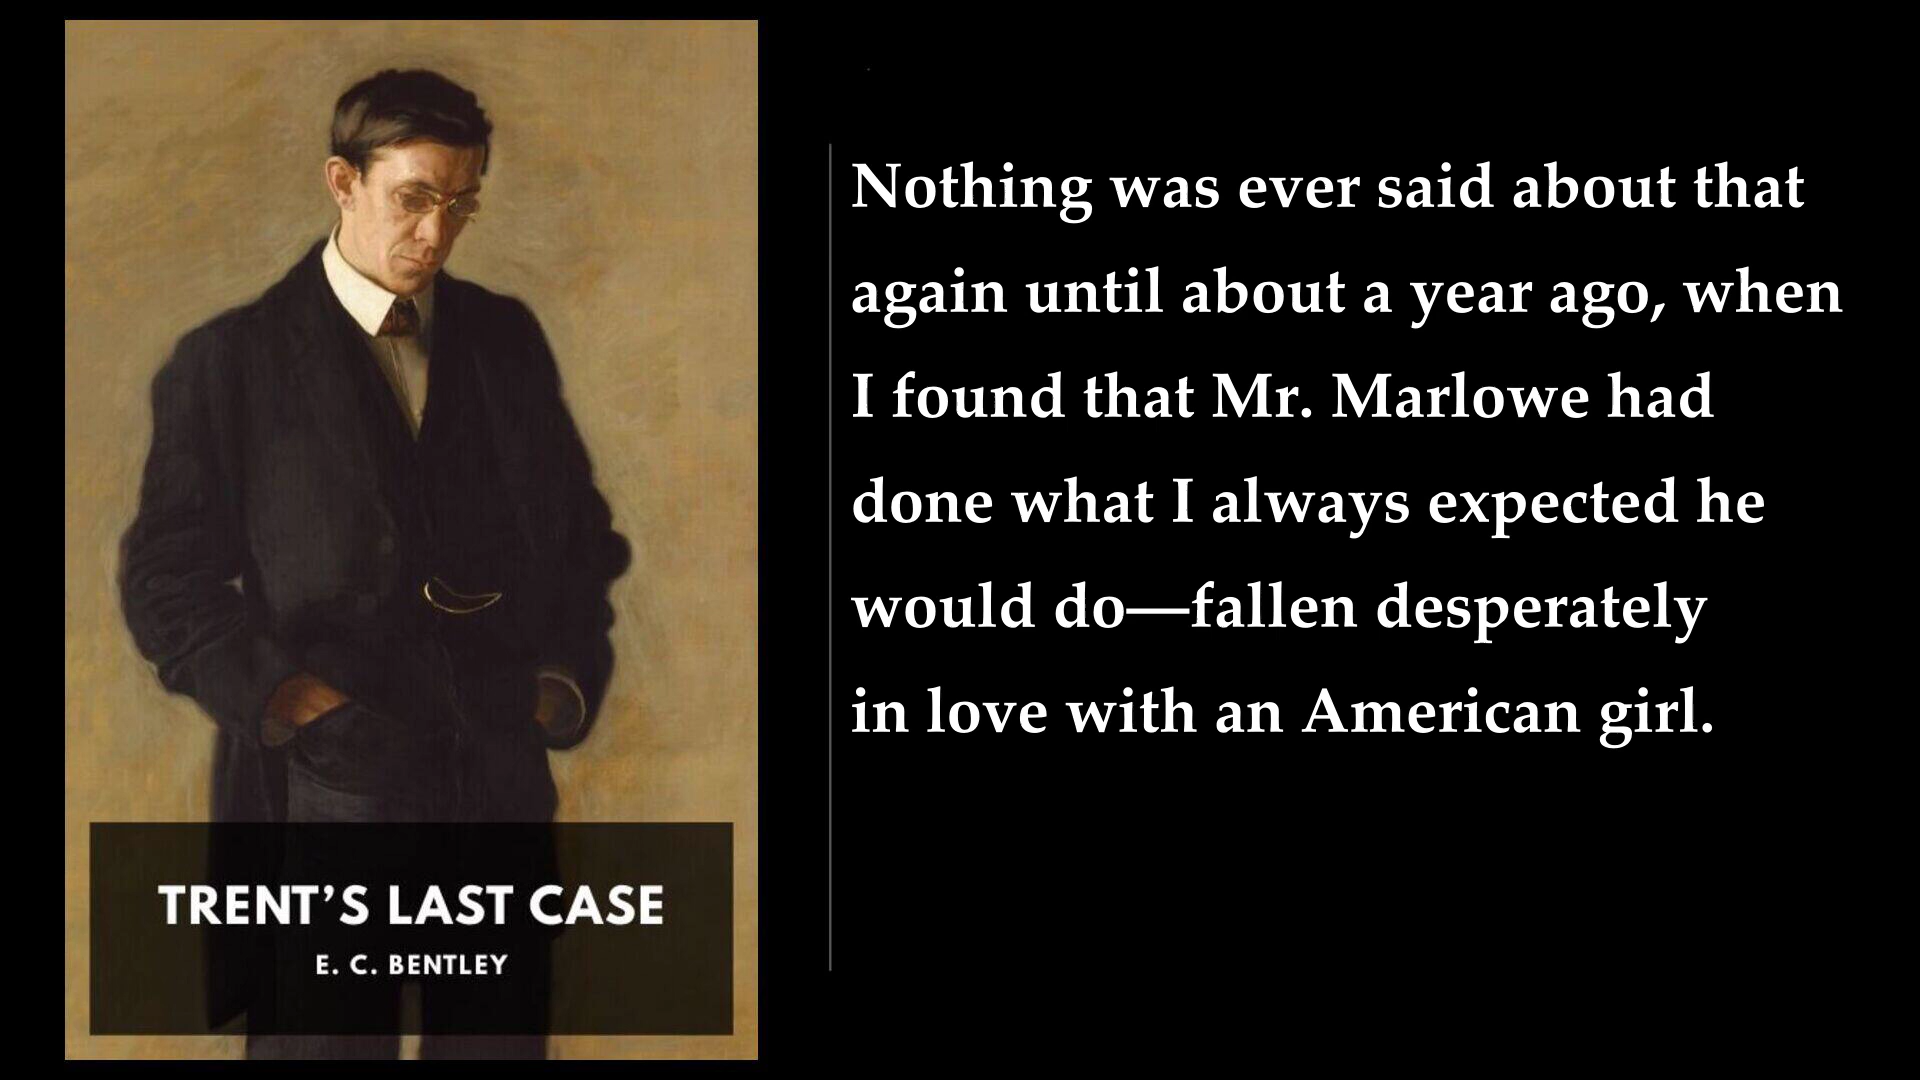 Nothing was ever said about that
again until about a year ago, when
I found that Mr. Marlowe had
done what I always expected he
would do—fallen desperately
in love with an American girl.
TRENT’S LAST CASE
E. C. BENTLEY